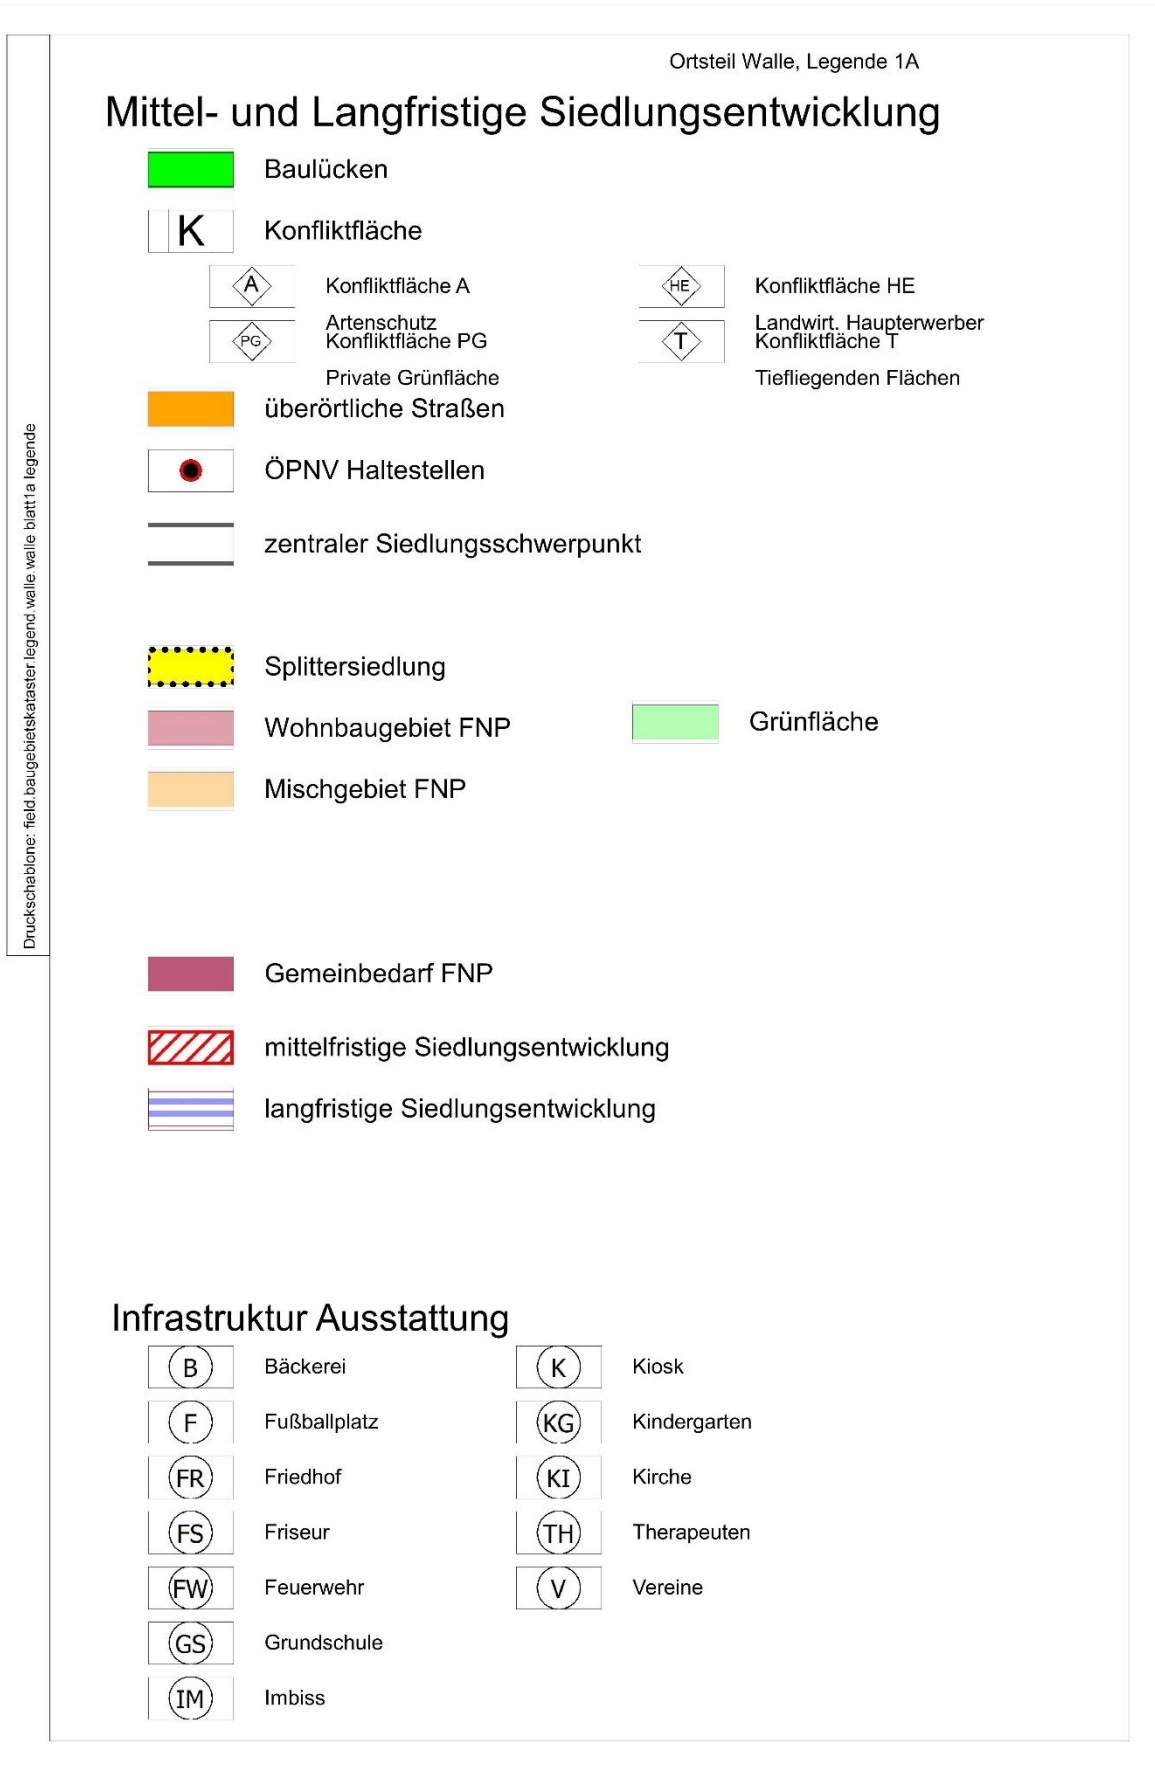 Ortsteil Walle, Legende 1A
Mittel- und Langfristige Siedlungsentwicklung
Baulücken
K Konfliktfläche
A Konfliktfläche A
Artenschutz
HE Konfliktfläche HE
Landwirt. Haupterwerber
PG Konfliktfläche PG
Private Grünfläche
T Konfliktfläche T
Tiefliegenden Flächen
überörtliche Straßen
ÖPNV Haltestellen
zentraler Siedlungsschwerpunkt
Splittersiedlung
Wohnbaugebiet FNP
Grünfläche
Mischgebiet FNP
Gemeinbedarf FNP
mittelfristige Siedlungsentwicklung
langfristige Siedlungsentwicklung
Infrastruktur Ausstattung
B Bäckerei
F Fußballplatz
FR Friedhof
FS Friseur
FW Feuerwehr
GS Grundschule
IM Imbiss
K Kiosk
KG Kindergarten
KI Kirche
TH Therapeuten
V Vereine
Druckschablone: field.baugebietskataster.legend.walle.walle blatt1a legende